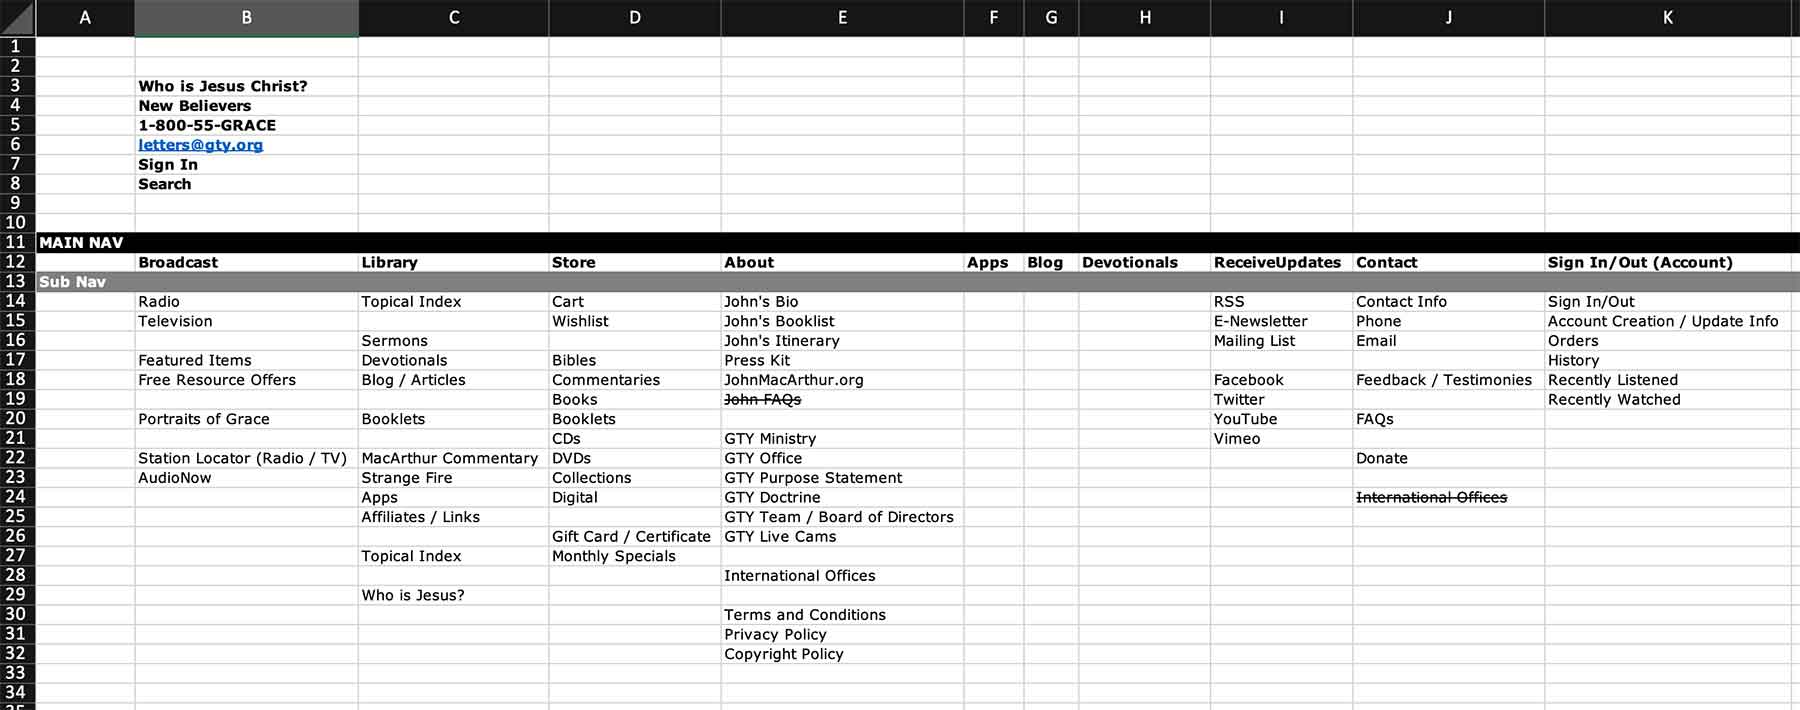 A B C D E F G H I J K
1
2
3 Who is Jesus Christ?
4 New Believers
5 1-800-55-GRACE
6 letters@gty.org
7 Sign In
8 Search
9
10
11 MAIN NAV
12 Broadcast Library Store About Apps Blog Devotionals ReceiveUpdates Contact Sign In/Out (Account)
13 Sub Nav
14 Radio Topical Index Cart John's Bio RSS Contact Info Sign In/Out
15 Television Wishlist John's Booklist E-Newsletter Phone Account Creation / Update Info
16 Sermons John's Itinerary Mailing List Email Orders
17 Featured Items Devotionals Bibles Press Kit History
18 Free Resource Offers Blog / Articles Commentaries JohnMacArthur.org Facebook Feedback / Testimonies Recently Listened
19 Books John FAQs Twitter Recently Watched
20 Portraits of Grace Booklets Booklets YouTube FAQs
21 CDs GTY Ministry Vimeo
22 Station Locator (Radio / TV) MacArthur Commentary DVDs GTY Office Donate
23 AudioNow Strange Fire Collections GTY Purpose Statement
24 Apps Digital GTY Doctrine International Offices
25 Affiliates / Links GTY Team / Board of Directors
26 Gift Card / Certificate GTY Live Cams
27 Topical Index Monthly Specials
28 International Offices
29 Who is Jesus?
30 Terms and Conditions
31 Privacy Policy
32 Copyright Policy
33
34